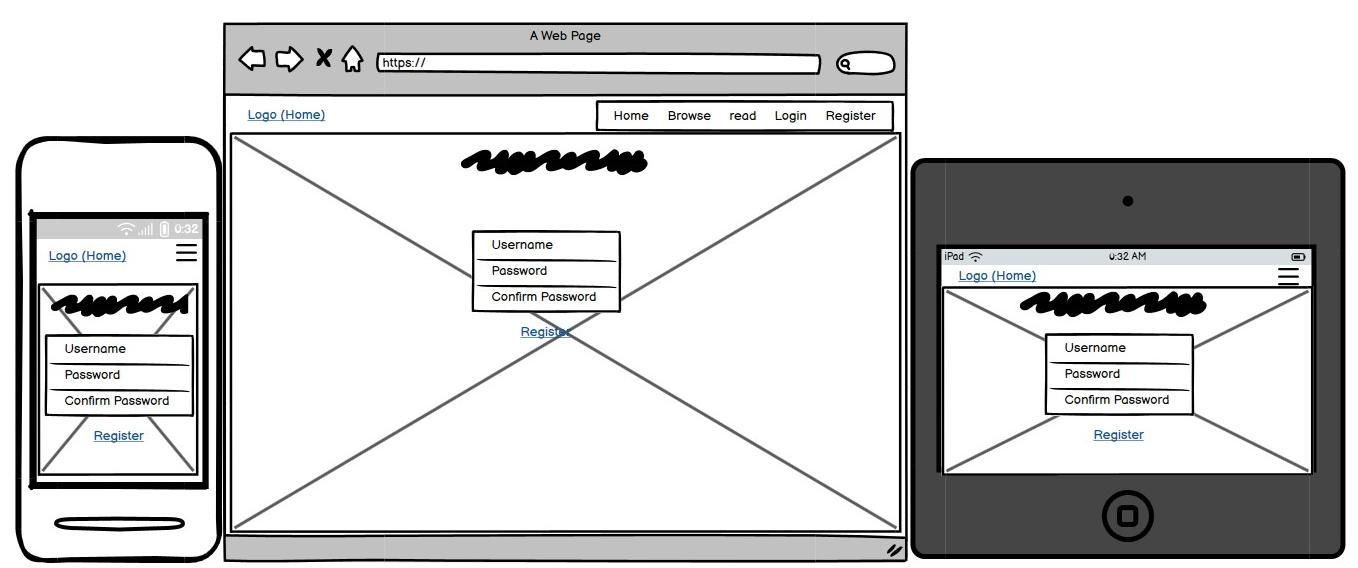 0:32
Logo (Home)
Username
Password
Confirm Password
Register
A Web Page
https://
Logo (Home)
Home Browse read Login Register
Username
Password
Confirm Password
Register
iPad 0:32 AM
Logo (Home)
Username
Password
Confirm Password
Register